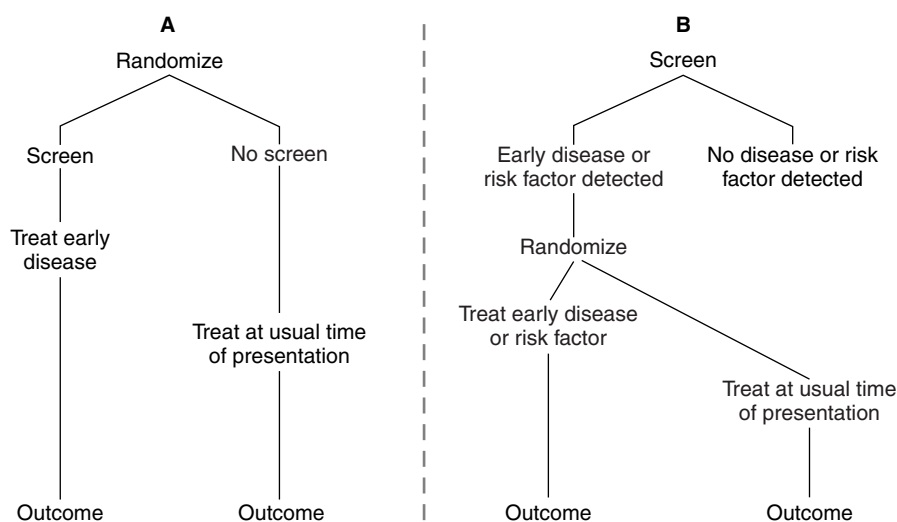 A
Randomize
Screen
No screen
Treat early
disease
Treat at usual time
of presentation
Outcome
Outcome
B
Screen
Early disease or
risk factor detected
No disease or risk
factor detected
Randomize
Treat early disease
or risk factor
Treat at usual time
of presentation
Outcome
Outcome